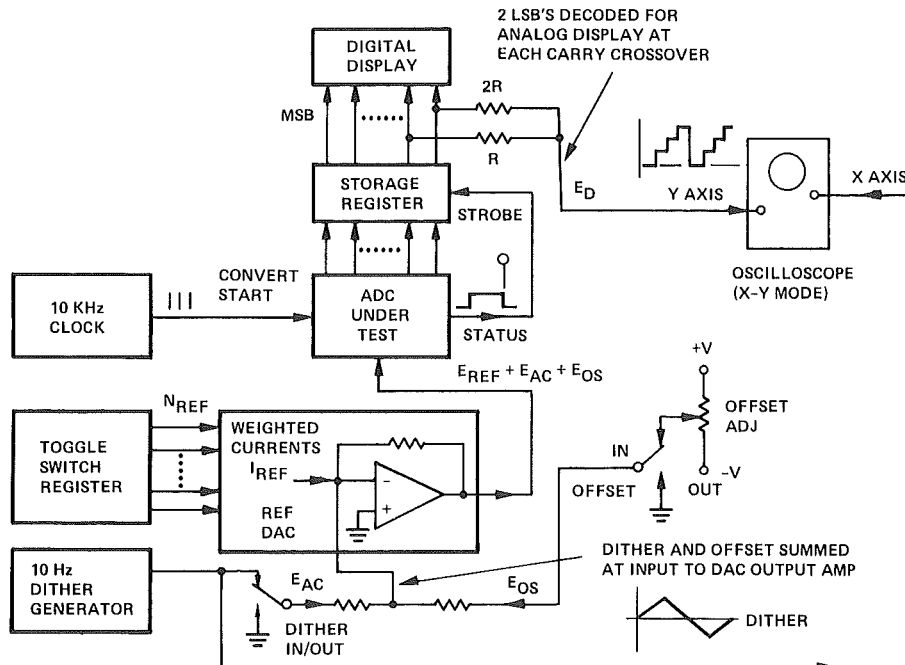 2 LSB'S DECODED FOR
ANALOG DISPLAY AT
EACH CARRY CROSSOVER
DIGITAL
DISPLAY
MSB
2R
R
STORAGE
REGISTER
STROBE
E_D
Y AXIS
X AXIS
OSCILLOSCOPE
(X–Y MODE)
10 KHz
CLOCK
CONVERT
START
ADC
UNDER
TEST
STATUS
E_REF + E_AC + E_OS
+V
OFFSET
ADJ
–V
IN
OUT
OFFSET
TOGGLE
SWITCH
REGISTER
N_REF
WEIGHTED
CURRENTS
I_REF
REF
DAC
–
+
10 Hz
DITHER
GENERATOR
E_AC
DITHER
IN/OUT
E_OS
DITHER AND OFFSET SUMMED
AT INPUT TO DAC OUTPUT AMP
DITHER